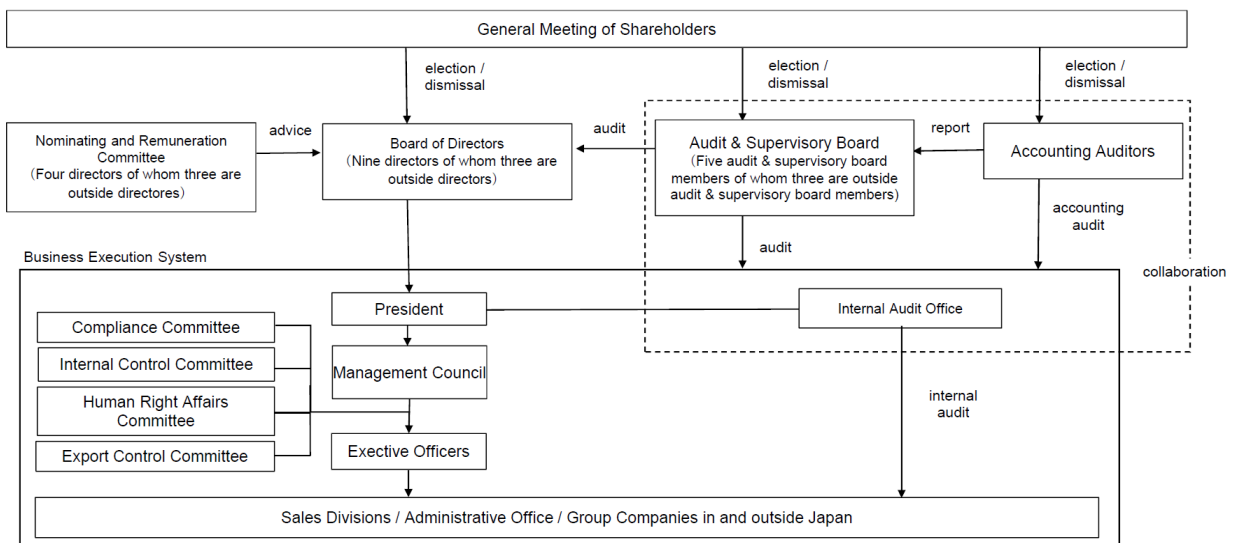 General Meeting of Shareholders
election /
dismissal
election /
dismissal
election /
dismissal
Nominating and Remuneration
Committee
（Four directors of whom three are
outside directores）
advice
Board of Directors
（Nine directors of whom three are
outside directors）
audit
Audit & Supervisory Board
(Five audit & supervisory board
members of whom three are outside
audit & supervisory board members)
report
Accounting Auditors
audit
accounting
audit
collaboration
Business Execution System
President
Internal Audit Office
Compliance Committee
Internal Control Committee
Human Right Affairs
Committee
Export Control Committee
Management Council
internal
audit
Exective Officers
Sales Divisions / Administrative Office / Group Companies in and outside Japan